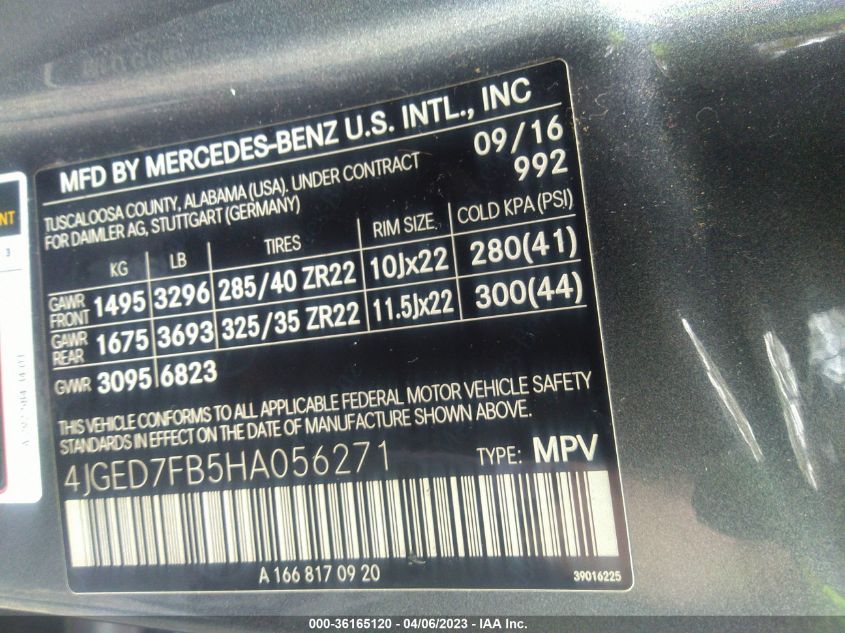 MFD BY MERCEDES-BENZ U.S. INTL., INC
TUSCALOOSA COUNTY, ALABAMA (USA). UNDER CONTRACT 09/16
FOR DAIMLER AG, STUTTGART (GERMANY) 992
KG LB TIRES RIM SIZE. COLD KPA (PSI)
GAWR FRONT 1495 3296 285/40 ZR22 10Jx22 280(41)
GAWR REAR 1675 3693 325/35 ZR22 11.5Jx22 300(44)
GVWR 3095 6823
THIS VEHICLE CONFORMS TO ALL APPLICABLE FEDERAL MOTOR VEHICLE SAFETY
STANDARDS IN EFFECT ON THE DATE OF MANUFACTURE SHOWN ABOVE.
4JGED7FB5HA056271 TYPE: MPV
A 166 817 09 20
39016225
3
000-36165120 - 04/06/2023 - IAA Inc.